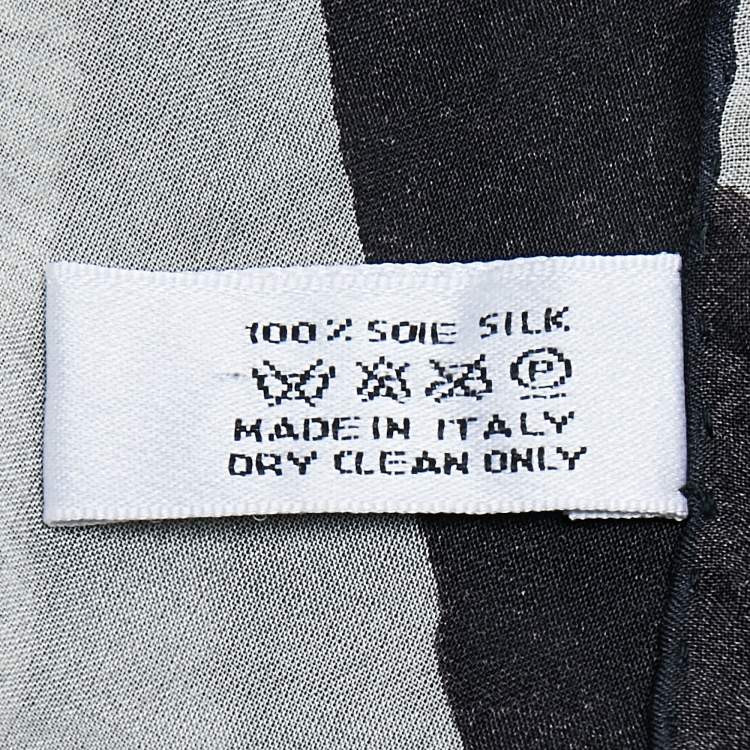 100% SOIE SILK
P
MADE IN ITALY
DRY CLEAN ONLY